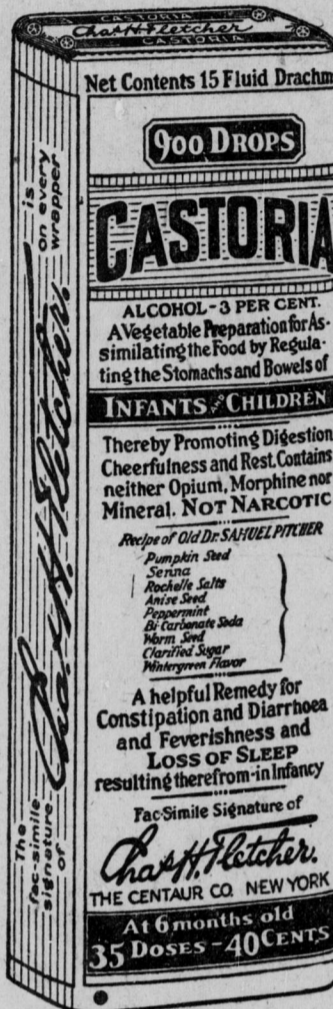 CASTORIA
Chas H. Fletcher
CASTORIA
Net Contents 15 Fluid Drachm
900 DROPS
CASTORIA
ALCOHOL-3 PER CENT.
A Vegetable Preparation for As-
similating the Food by Regula-
ting the Stomachs and Bowels of
INFANTS AND CHILDREN
Thereby Promoting Digestion
Cheerfulness and Rest. Contains
neither Opium, Morphine nor
Mineral. NOT NARCOTIC
Recipe of Old Dr. SAMUEL PITCHER
Pumpkin Seed
Senna
Rochelle Salts
Anise Seed
Peppermint
Bi Carbonate Soda
Worm Seed
Clarified Sugar
Wintergreen Flavor
A helpful Remedy for
Constipation and Diarrhoea
and Feverishness and
LOSS OF SLEEP
resulting therefrom-in Infancy
Fac-Simile Signature of
Chas H. Fletcher.
THE CENTAUR CO. NEW YORK
At 6 months old
35 DOSES - 40 CENTS
The
fac-simile
signature
of
Chas H. Fletcher.
is
on every
wrapper